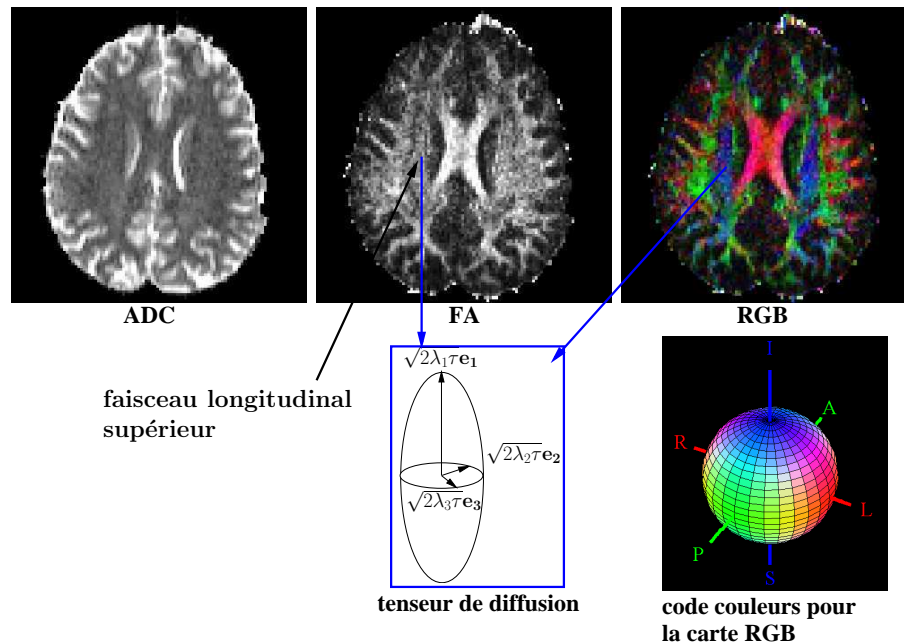 ADC
FA
RGB
faisceau longitudinal
supérieur
√2λ₁τe₁
√2λ₂τe₂
√2λ₃τe₃
tenseur de diffusion
I
A
R
L
P
S
code couleurs pour
la carte RGB